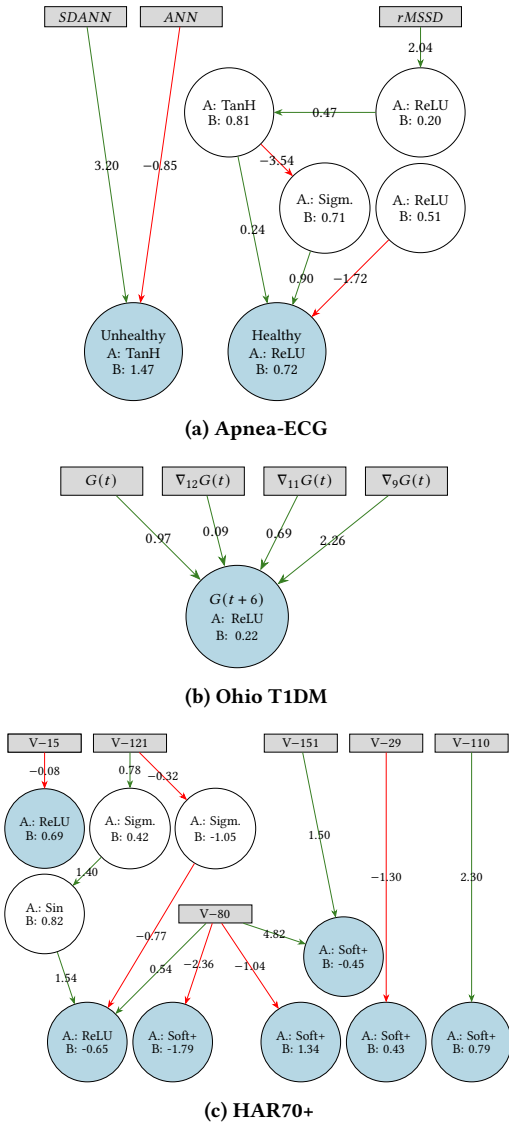 SDANN ANN rMSSD
2.04
A: TanH
B: 0.81
0.47
A.: ReLU
B: 0.20
3.20
−0.85
−3.54
A.: Sigm.
B: 0.71
A.: ReLU
B: 0.51
0.24
0.90
−1.72
Unhealthy
A: TanH
B: 1.47
Healthy
A.: ReLU
B: 0.72
(a) Apnea-ECG
G(t) ∇₁₂G(t) ∇₁₁G(t) ∇₉G(t)
0.97 0.09 0.69 2.26
G(t + 6)
A: ReLU
B: 0.22
(b) Ohio T1DM
V−15 V−121 V−151 V−29 V−110
−0.08 0.78 −0.32
A.: ReLU
B: 0.69
A.: Sigm.
B: 0.42
A.: Sigm.
B: -1.05
1.50
−1.30
2.30
1.40
A.: Sin
B: 0.82
V−80
−0.77
4.82
0.54
−2.36
−1.04
A.: Soft+
B: -0.45
1.54
A.: ReLU
B: -0.65
A.: Soft+
B: -1.79
A.: Soft+
B: 1.34
A.: Soft+
B: 0.43
A.: Soft+
B: 0.79
(c) HAR70+